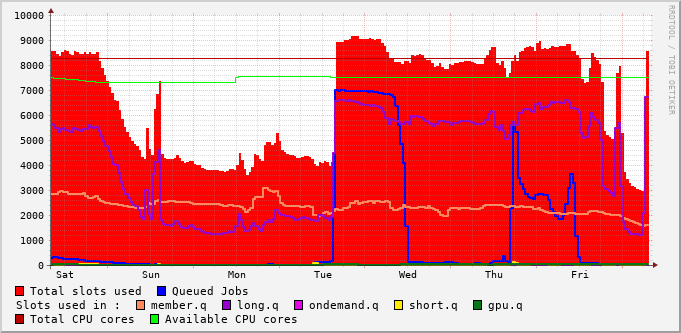 10000
9000
8000
7000
6000
5000
4000
3000
2000
1000
0
Sat Sun Mon Tue Wed Thu Fri
Total slots used Queued Jobs
Slots used in : member.q long.q ondemand.q short.q gpu.q
Total CPU cores Available CPU cores
RRDTOOL / TOBI OETIKER